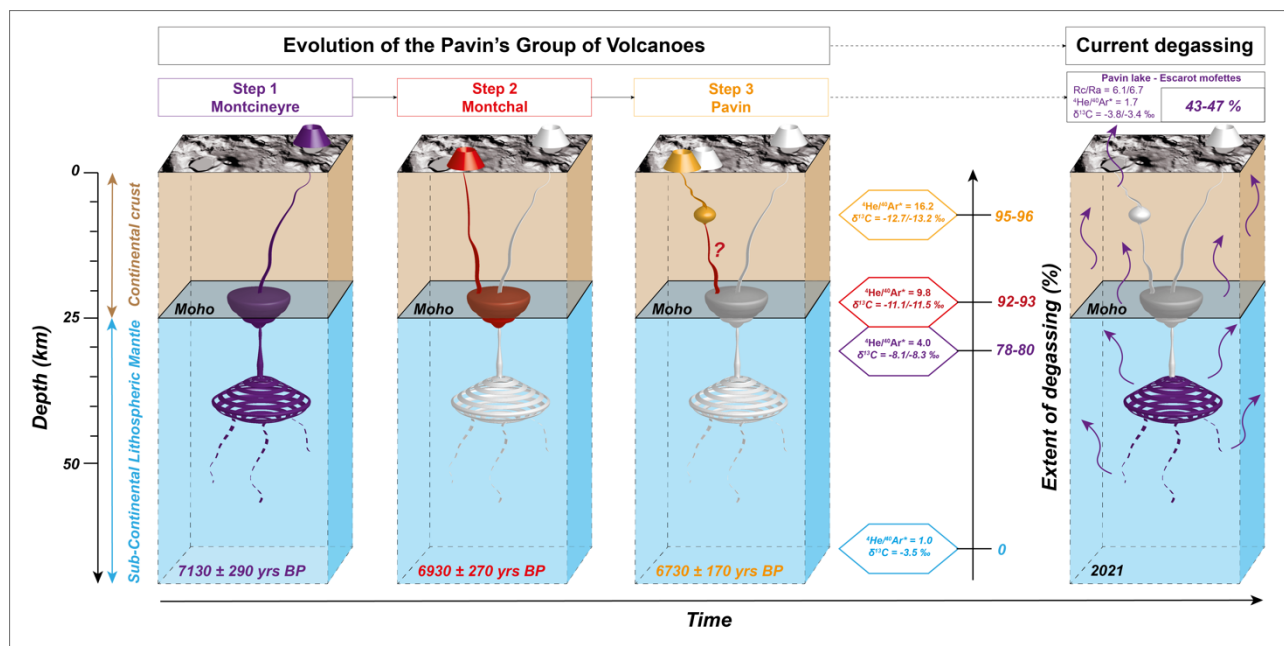 Evolution of the Pavin's Group of Volcanoes
Current degassing
Step 1
Montcineyre
Step 2
Montchal
Step 3
Pavin
Pavin lake - Escarot mofettes
Rc/Ra = 6.1/6.7
⁴He/⁴⁰Ar* = 1.7
δ¹³C = -3.8/-3.4 ‰
43-47 %
Depth (km)
0
25
50
Continental crust
Sub-Continental Lithospheric Mantle
Moho
7130 ± 290 yrs BP
Moho
6930 ± 270 yrs BP
?
Moho
6730 ± 170 yrs BP
⁴He/⁴⁰Ar* = 16.2
δ¹³C = -12.7/-13.2 ‰
95-96
⁴He/⁴⁰Ar* = 9.8
δ¹³C = -11.1/-11.5 ‰
92-93
⁴He/⁴⁰Ar* = 4.0
δ¹³C = -8.1/-8.3 ‰
78-80
⁴He/⁴⁰Ar* = 1.0
δ¹³C = -3.5 ‰
0
Extent of degassing (%)
Moho
2021
Time